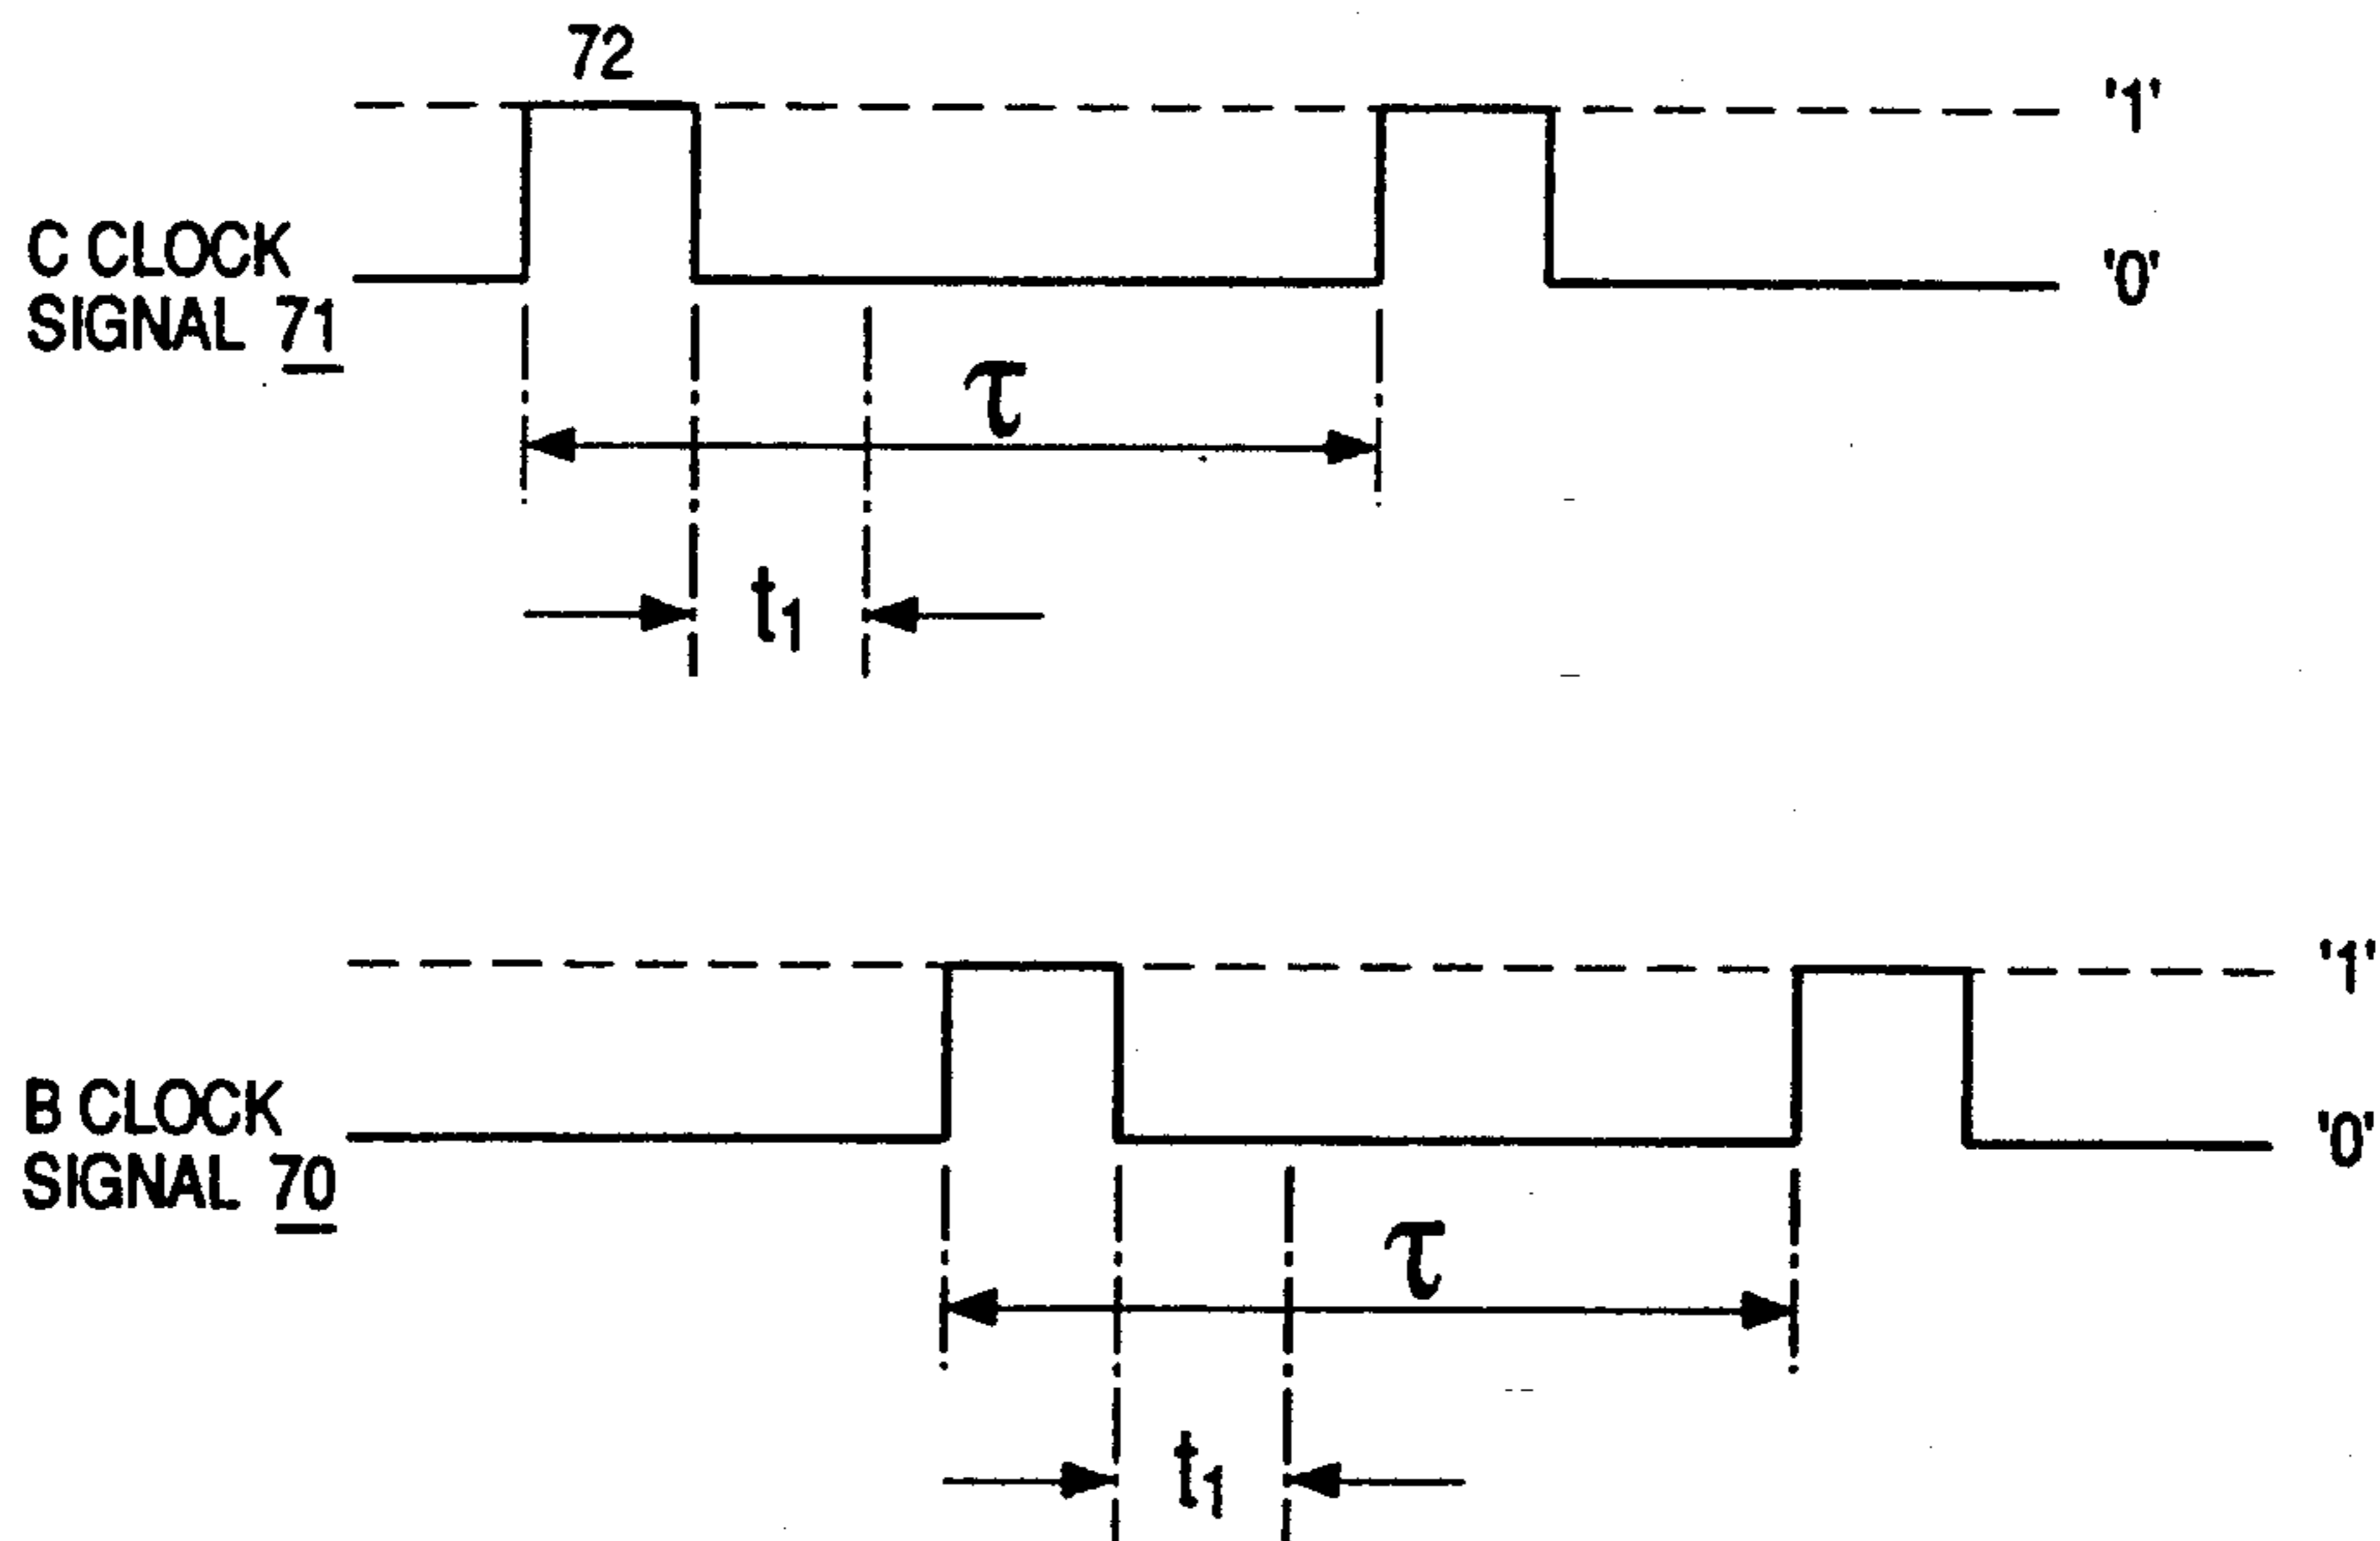 72
'1'
C CLOCK
SIGNAL 71
'0'
τ
t1
'1'
B CLOCK
SIGNAL 70
'0'
τ
t1